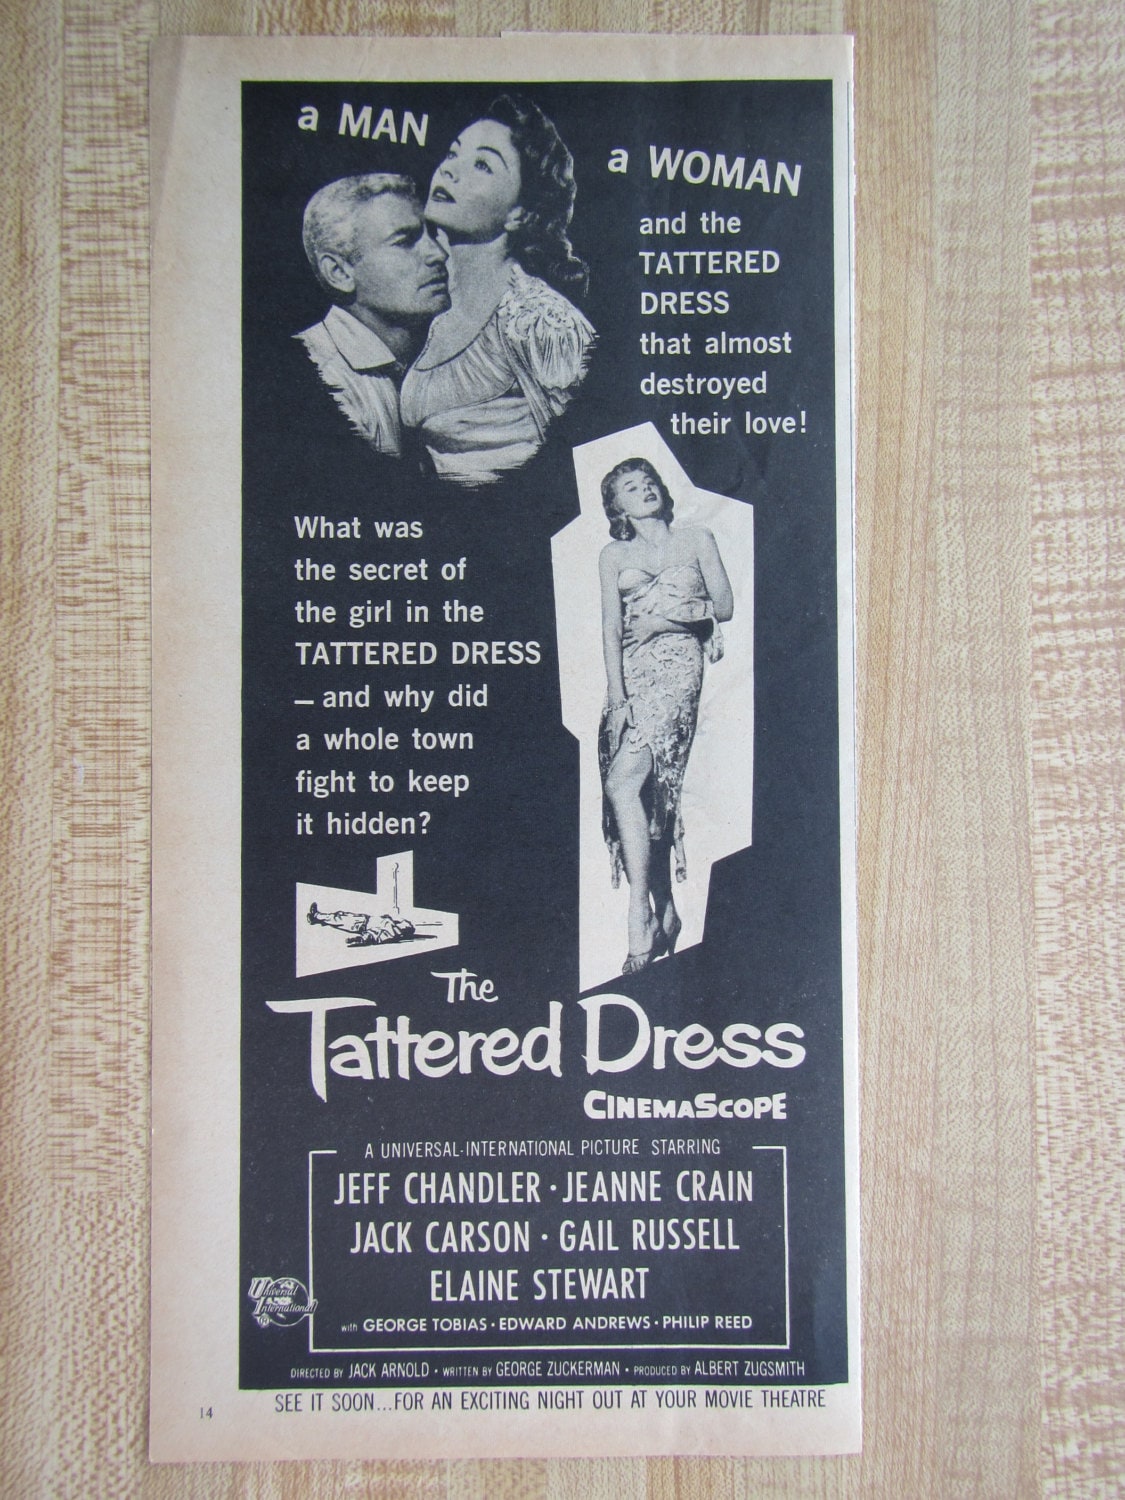 a MAN
a WOMAN
and the
TATTERED
DRESS
that almost
destroyed
their love!
What was
the secret of
the girl in the
TATTERED DRESS
— and why did
a whole town
fight to keep
it hidden?
The
Tattered Dress
CINEMASCOPE
A UNIVERSAL-INTERNATIONAL PICTURE STARRING
JEFF CHANDLER · JEANNE CRAIN
JACK CARSON · GAIL RUSSELL
ELAINE STEWART
Universal
International
with GEORGE TOBIAS · EDWARD ANDREWS · PHILIP REED
DIRECTED BY JACK ARNOLD · WRITTEN BY GEORGE ZUCKERMAN · PRODUCED BY ALBERT ZUGSMITH
SEE IT SOON...FOR AN EXCITING NIGHT OUT AT YOUR MOVIE THEATRE
14